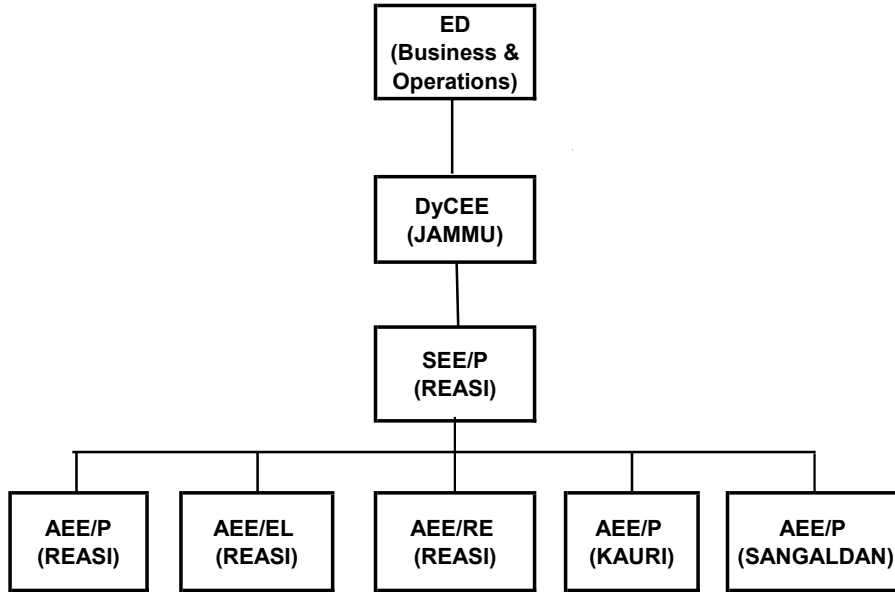 ED
(Business &
Operations)
DyCEE
(JAMMU)
SEE/P
(REASI)
AEE/P
(REASI)
AEE/EL
(REASI)
AEE/RE
(REASI)
AEE/P
(KAURI)
AEE/P
(SANGALDAN)